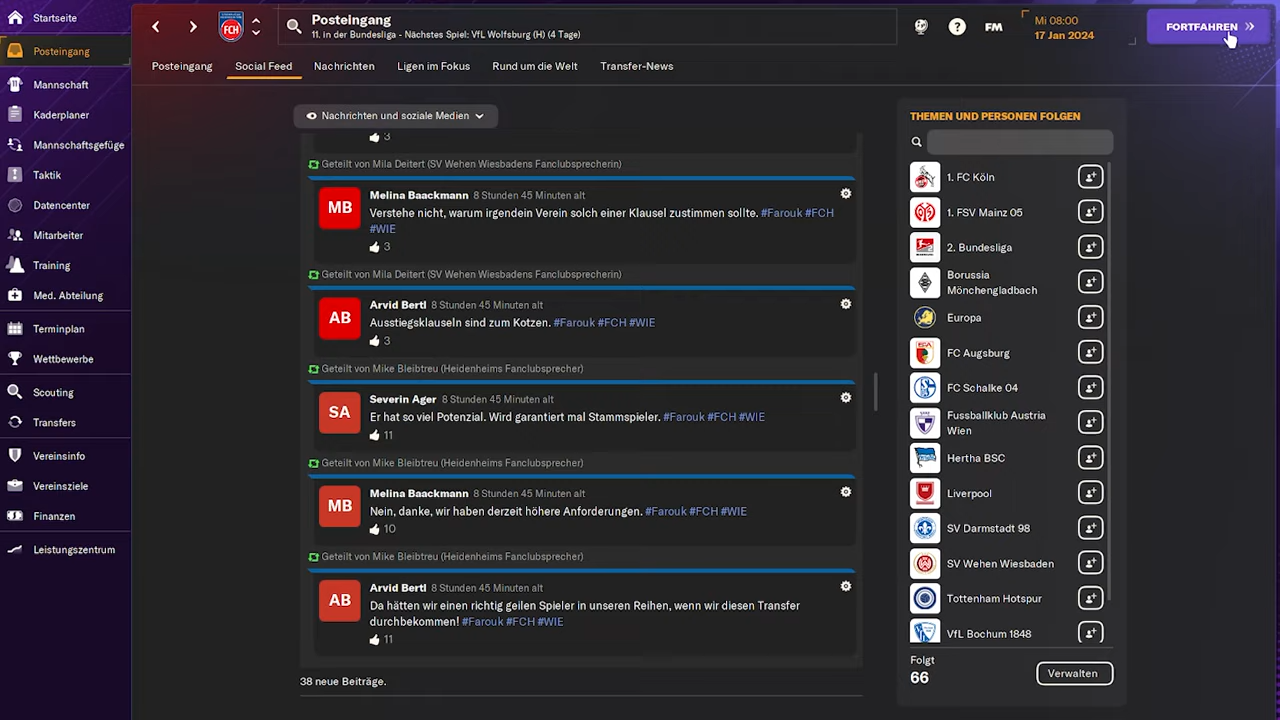 Startseite
Posteingang
Mannschaft
Kaderplaner
Mannschaftsgefüge
Taktik
Datencenter
Mitarbeiter
Training
Med. Abteilung
Terminplan
Wettbewerbe
Scouting
Transfers
Vereinsinfo
Vereinsziele
Finanzen
Leistungszentrum
FCH
Posteingang
11. in der Bundesliga - Nächstes Spiel: VfL Wolfsburg (H) (4 Tage)
?
FM
Mi 08:00
17 Jan 2024
FORTFAHREN
Posteingang
Social Feed
Nachrichten
Ligen im Fokus
Rund um die Welt
Transfer-News
Nachrichten und soziale Medien
3
Geteilt von Mila Deitert (SV Wehen Wiesbadens Fanclubsprecherin)
MB
Melina Baackmann 8 Stunden 45 Minuten alt
Verstehe nicht, warum irgendein Verein solch einer Klausel zustimmen sollte. #Farouk #FCH
#WIE
3
Geteilt von Mila Deitert (SV Wehen Wiesbadens Fanclubsprecherin)
AB
Arvid Bertl 8 Stunden 45 Minuten alt
Ausstiegsklauseln sind zum Kotzen. #Farouk #FCH #WIE
3
Geteilt von Mike Bleibtreu (Heidenheims Fanclubsprecher)
SA
Severin Ager 8 Stunden 45 Minuten alt
Er hat so viel Potenzial. Wird garantiert mal Stammspieler. #Farouk #FCH #WIE
11
Geteilt von Mike Bleibtreu (Heidenheims Fanclubsprecher)
MB
Melina Baackmann 8 Stunden 45 Minuten alt
Nein, danke, wir haben derzeit höhere Anforderungen. #Farouk #FCH #WIE
10
Geteilt von Mike Bleibtreu (Heidenheims Fanclubsprecher)
AB
Arvid Bertl 8 Stunden 45 Minuten alt
Da hätten wir einen richtig geilen Spieler in unseren Reihen, wenn wir diesen Transfer
durchbekommen! #Farouk #FCH #WIE
11
38 neue Beiträge.
THEMEN UND PERSONEN FOLGEN
1. FC Köln
1. FSV Mainz 05
2. Bundesliga
Borussia
Mönchengladbach
Europa
FC Augsburg
FC Schalke 04
Fussballklub Austria
Wien
Hertha BSC
Liverpool
SV Darmstadt 98
SV Wehen Wiesbaden
Tottenham Hotspur
VfL Bochum 1848
Folgt
66
Verwalten